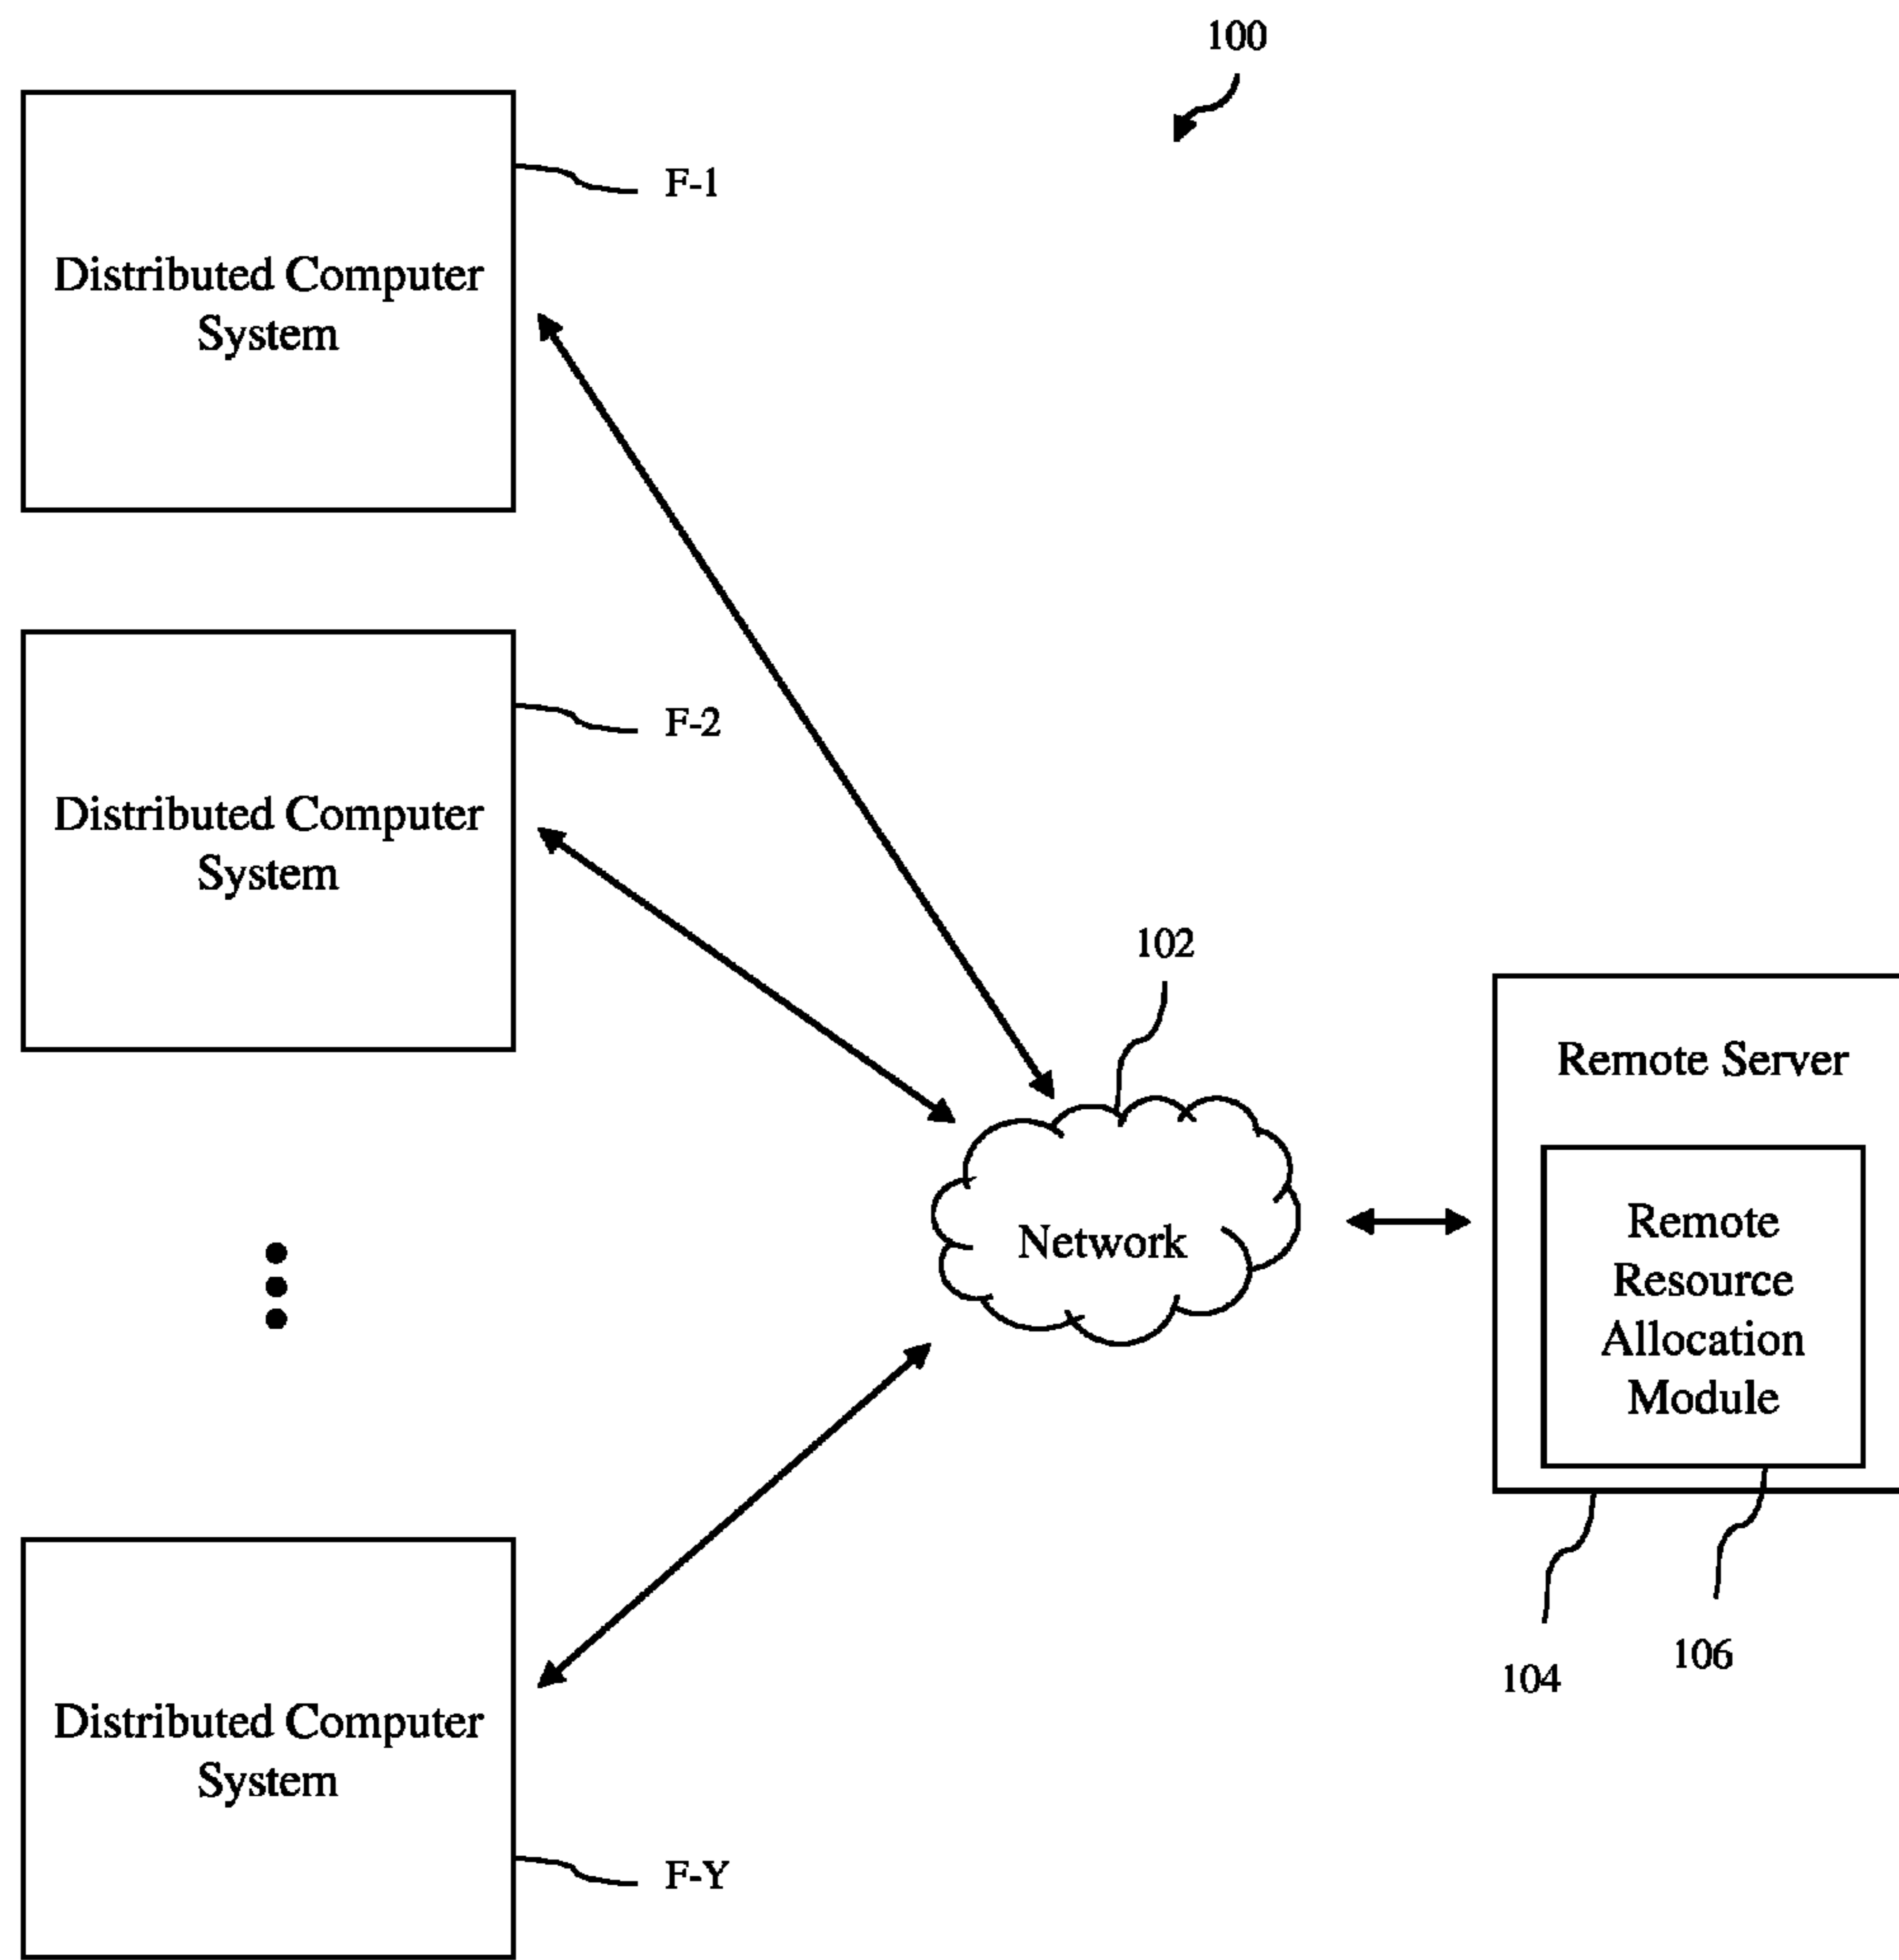 100
Distributed Computer
System
F-1
Distributed Computer
System
F-2
102
Network
Remote Server
Remote
Resource
Allocation
Module
104
106
Distributed Computer
System
F-Y